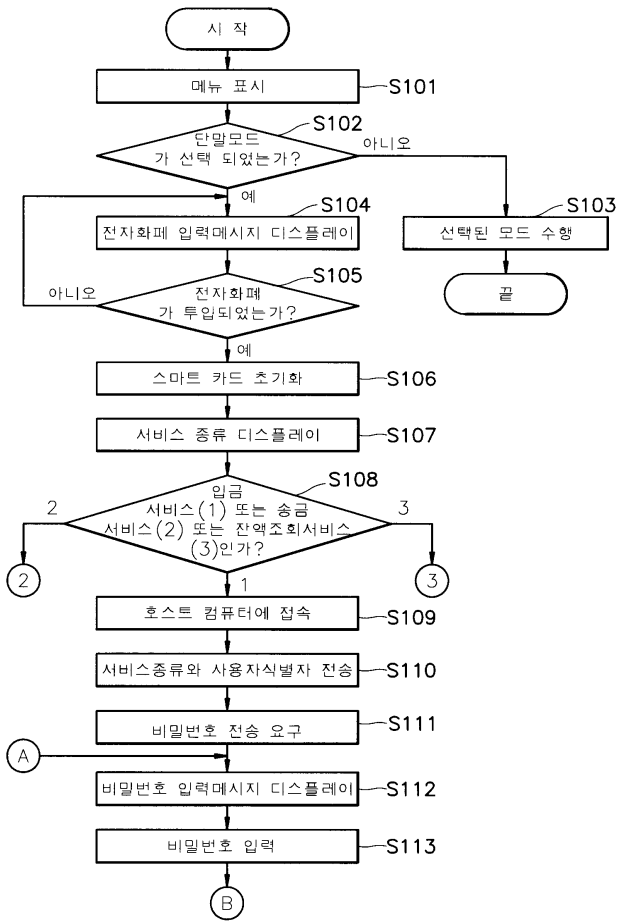 시 작
메뉴 표시
S101
단말모드
가 선택 되었는가?
S102
아니오
예
전자화폐 입력메시지 디스플레이
S104
선택된 모드 수행
S103
끝
전자화폐
가 투입되었는가?
S105
아니오
예
스마트 카드 초기화
S106
서비스 종류 디스플레이
S107
입금
서비스(1) 또는 송금
서비스(2) 또는 잔액조회서비스
(3)인가?
S108
2
3
2
3
1
호스트 컴퓨터에 접속
S109
서비스종류와 사용자식별자 전송
S110
비밀번호 전송 요구
S111
A
비밀번호 입력메시지 디스플레이
S112
비밀번호 입력
S113
B